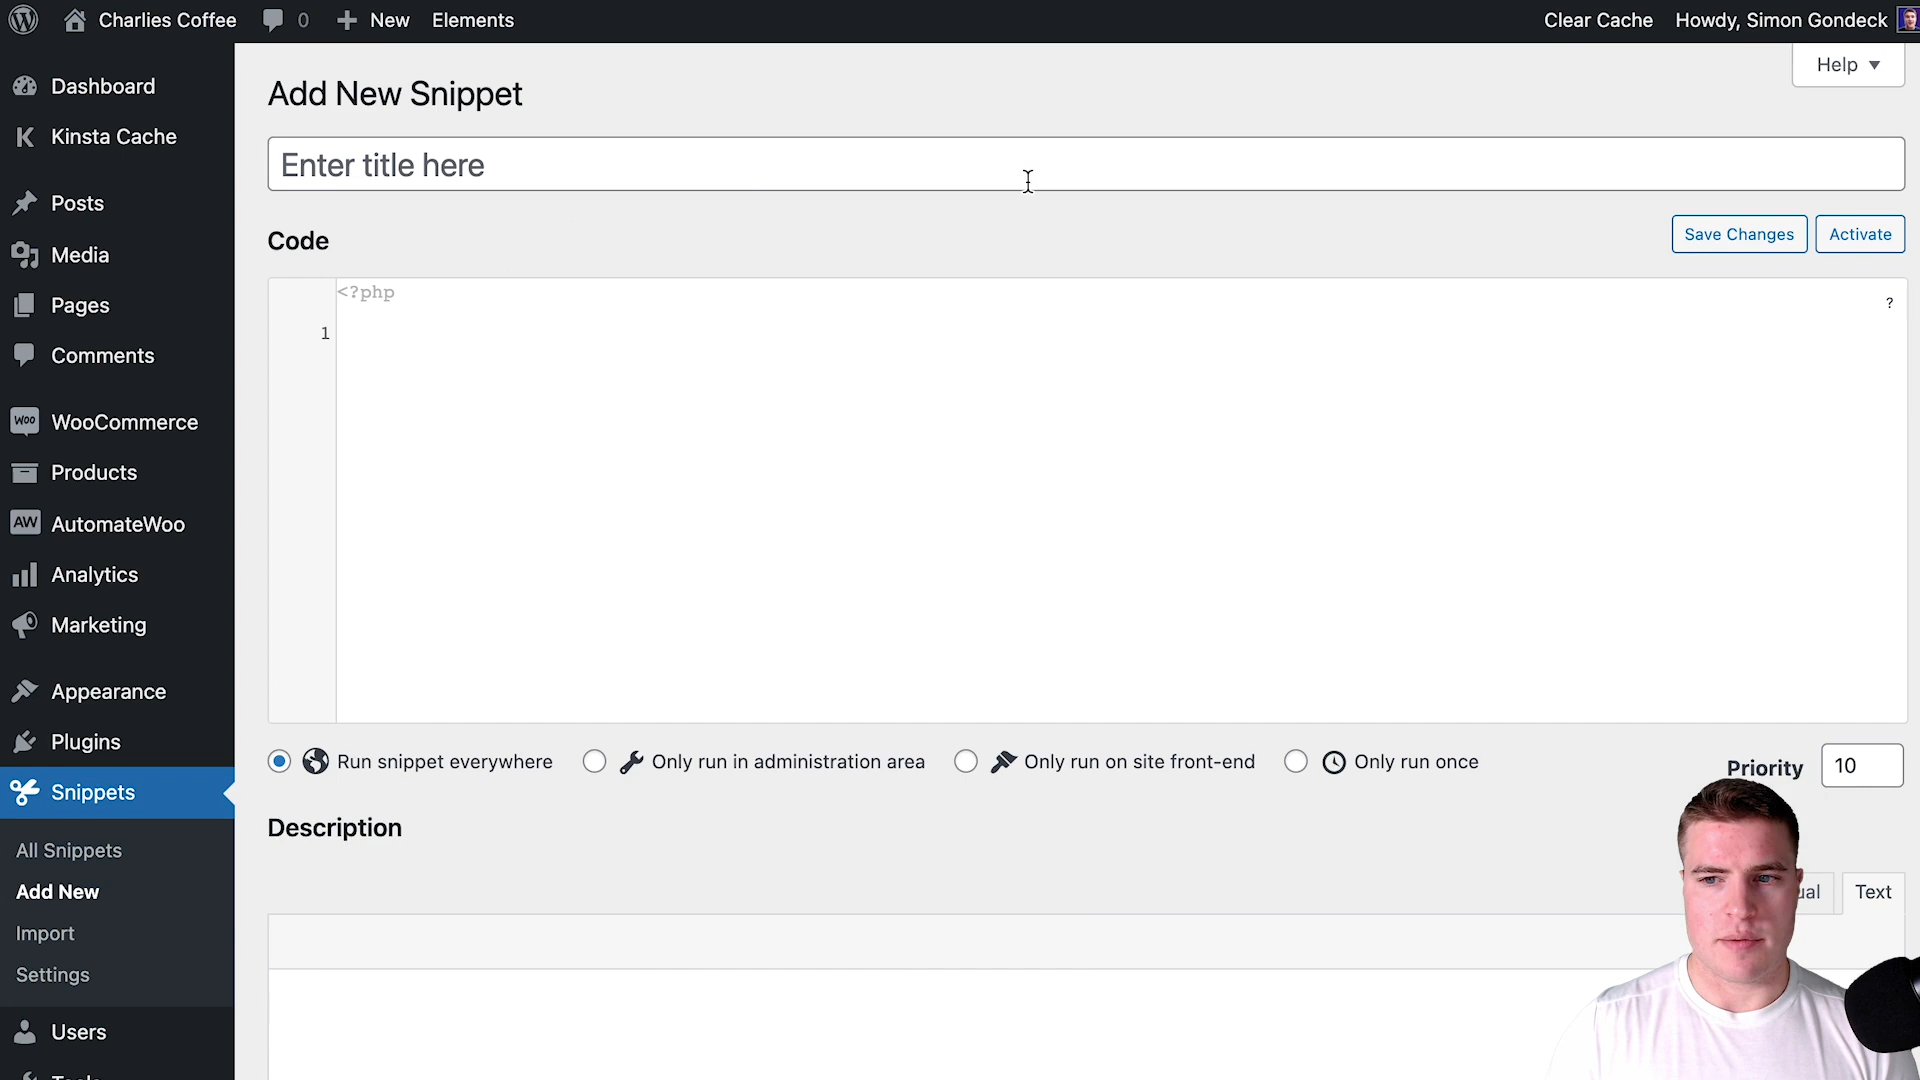 Charlies Coffee
0
New
Elements
Clear Cache
Howdy, Simon Gondeck
Help
Dashboard
Kinsta Cache
Posts
Media
Pages
Comments
Woo
WooCommerce
Products
AW
AutomateWoo
Analytics
Marketing
Appearance
Plugins
Snippets
All Snippets
Add New
Import
Settings
Users
Add New Snippet
Enter title here
Code
Save Changes
Activate
<?php
?
1
Run snippet everywhere
Only run in administration area
Only run on site front-end
Only run once
Priority
10
Description
Text